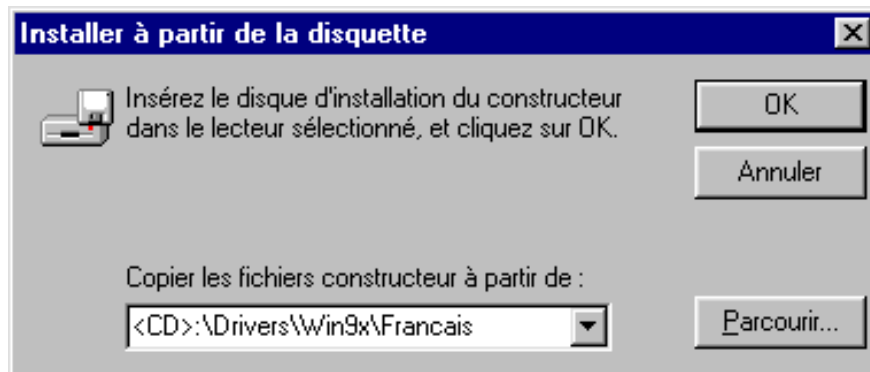 Installer à partir de la disquette
Insérez le disque d'installation du constructeur
dans le lecteur sélectionné, et cliquez sur OK.
OK
Annuler
Copier les fichiers constructeur à partir de :
<CD>:\Drivers\Win9x\Francais
Parcourir...